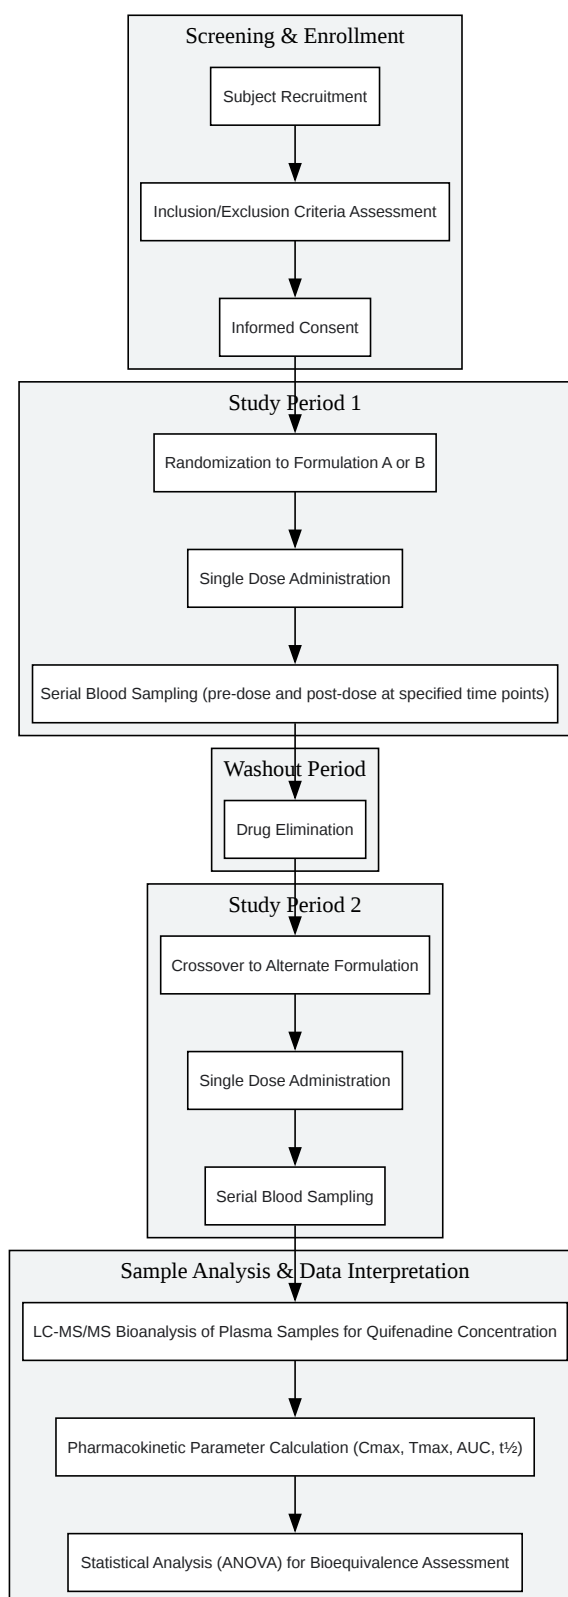 Screening & Enrollment
Subject Recruitment
Inclusion/Exclusion Criteria Assessment
Informed Consent
Study Period 1
Randomization to Formulation A or B
Single Dose Administration
Serial Blood Sampling (pre-dose and post-dose at specified time points)
Washout Period
Drug Elimination
Study Period 2
Crossover to Alternate Formulation
Single Dose Administration
Serial Blood Sampling
Sample Analysis & Data Interpretation
LC-MS/MS Bioanalysis of Plasma Samples for Quifenadine Concentration
Pharmacokinetic Parameter Calculation (Cmax, Tmax, AUC, t½)
Statistical Analysis (ANOVA) for Bioequivalence Assessment